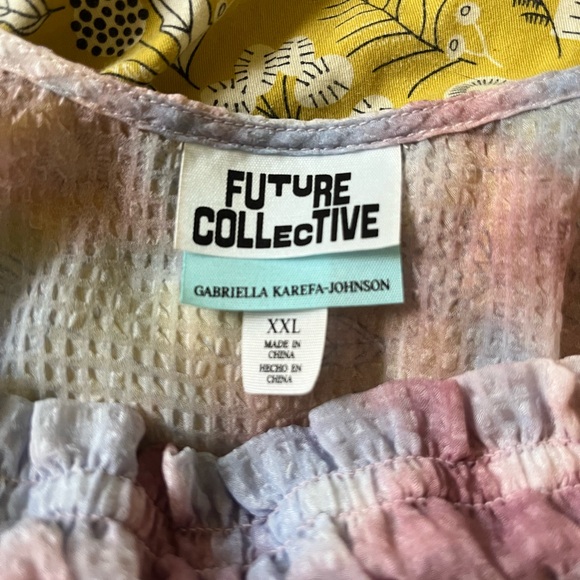 FUTURE
COLLECTIVE
GABRIELLA KAREFA-JOHNSON
XXL
MADE IN
CHINA
HECHO EN
CHINA